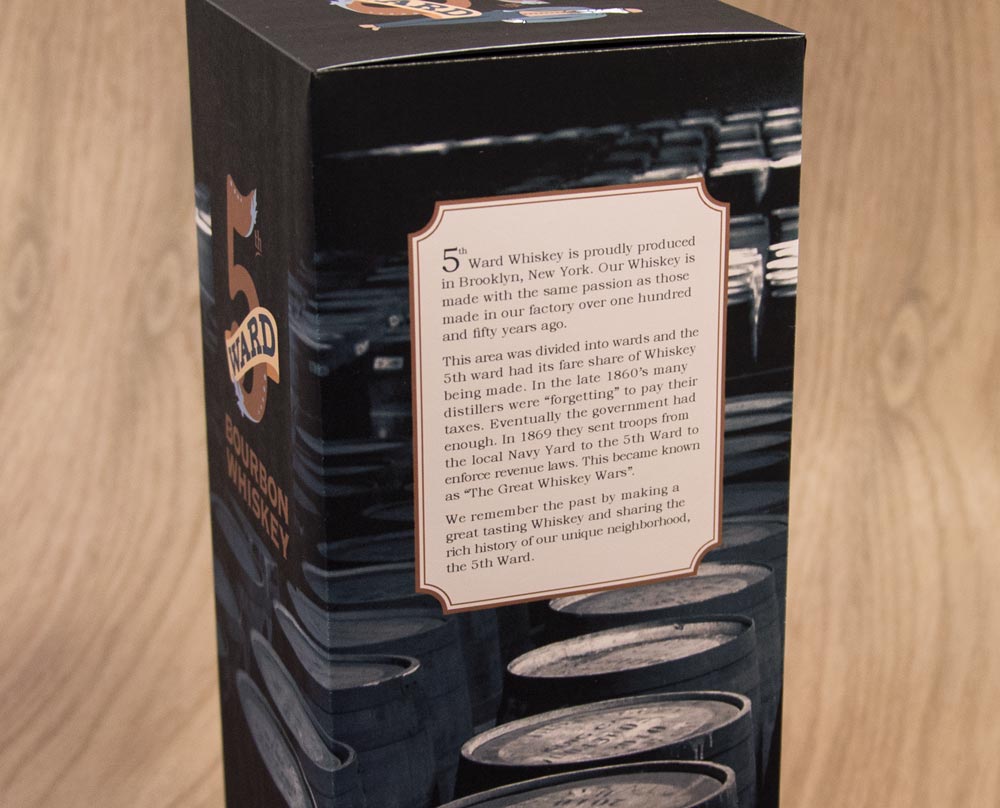 WARD
5th
WARD
BOURBON
WHISKEY
5th Ward Whiskey is proudly produced
in Brooklyn, New York. Our Whiskey is
made with the same passion as those
made in our factory over one hundred
and fifty years ago.
This area was divided into wards and the
5th ward had its fare share of Whiskey
being made. In the late 1860's many
distillers were “forgetting” to pay their
taxes. Eventually the government had
enough. In 1869 they sent troops from
the local Navy Yard to the 5th Ward to
enforce revenue laws. This became known
as “The Great Whiskey Wars”.
We remember the past by making a
great tasting Whiskey and sharing the
rich history of our unique neighborhood,
the 5th Ward.